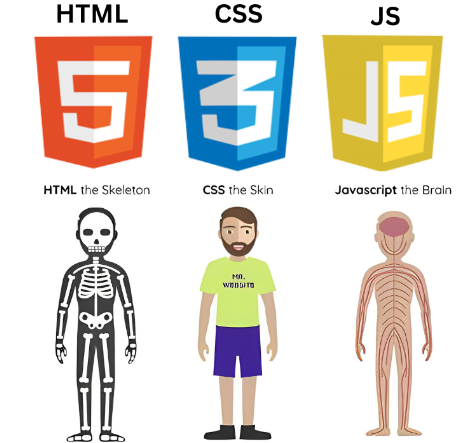 HTML
CSS
JS
5
3
JS
HTML the Skeleton
CSS the Skin
Javascript the Brain
MR.
WEBSITE